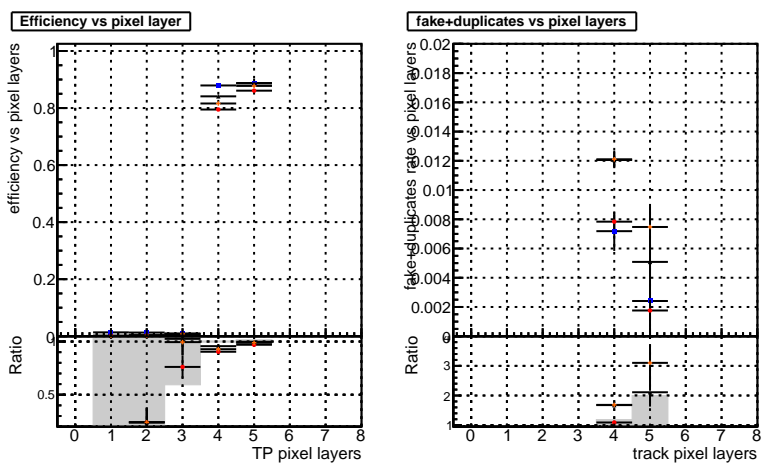 Efficiency vs pixel layer
efficiency vs pixel layers
1
0.8
0.6
0.4
0.2
0
Ratio
1
0.5
0 1 2 3 4 5 6 7 8
TP pixel layers
fake+duplicates vs pixel layers
fake+duplicates rate vs pixel layers
0.02
0.018
0.016
0.014
0.012
0.01
0.008
0.006
0.004
0.002
Ratio
3
2
1
0 1 2 3 4 5 6 7 8
track pixel layers